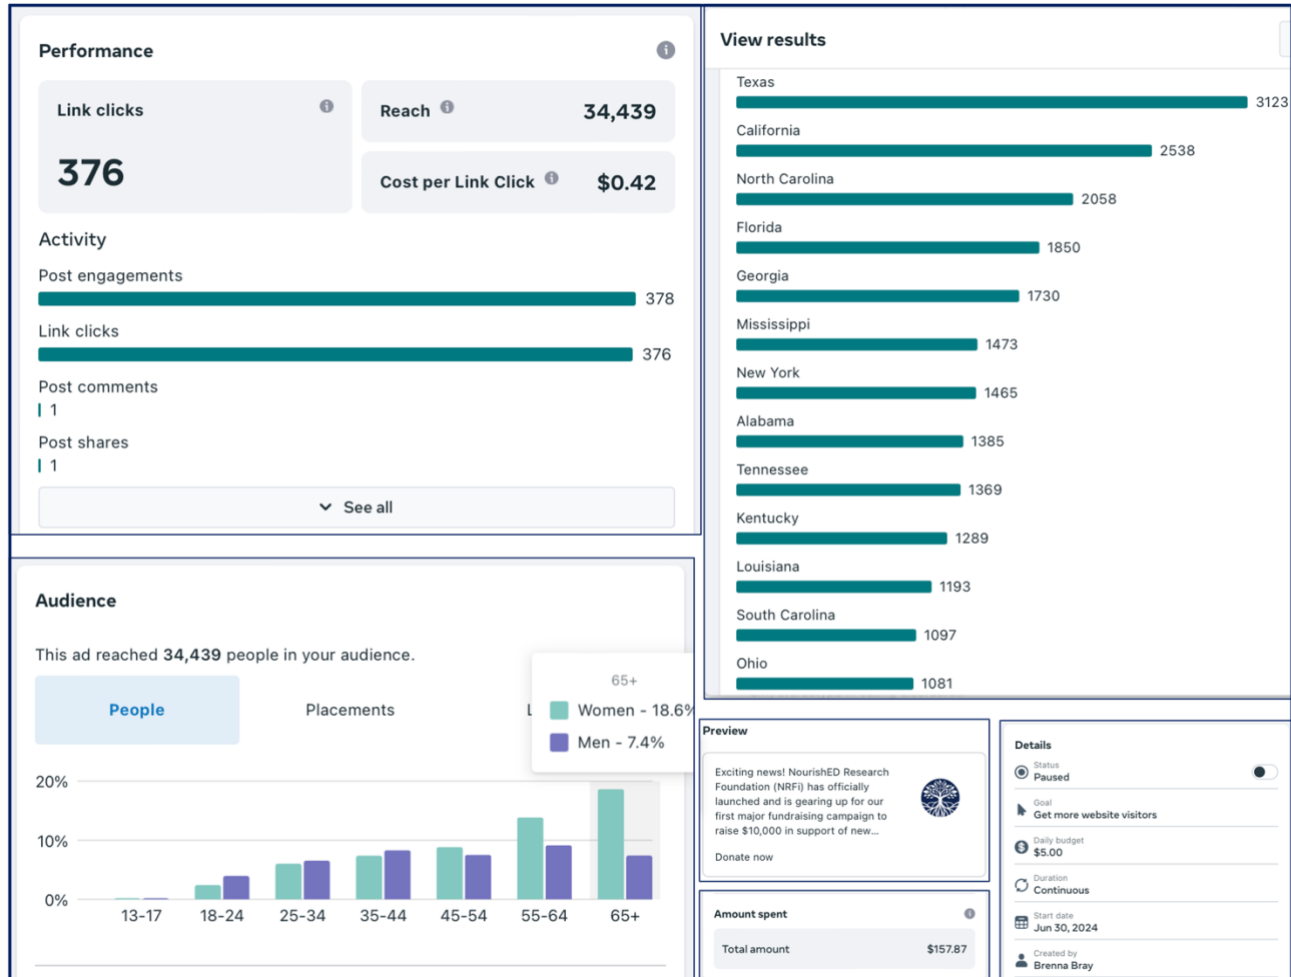 Performance
Link clicks
376
Reach
34,439
Cost per Link Click
$0.42
Activity
Post engagements
378
Link clicks
376
Post comments
1
Post shares
1
See all
View results
Texas
3123
California
2538
North Carolina
2058
Florida
1850
Georgia
1730
Mississippi
1473
New York
1465
Alabama
1385
Tennessee
1369
Kentucky
1289
Louisiana
1193
South Carolina
1097
Ohio
1081
Audience
This ad reached 34,439 people in your audience.
People
Placements
L
65+
Women - 18.6%
Men - 7.4%
20%
10%
0%
13-17
18-24
25-34
35-44
45-54
55-64
65+
Preview
Exciting news! NourishED Research
Foundation (NRFi) has officially
launched and is gearing up for our
first major fundraising campaign to
raise $10,000 in support of new...
Donate now
Amount spent
Total amount
$157.87
Details
Status
Paused
Goal
Get more website visitors
Daily budget
$5.00
Duration
Continuous
Start date
Jun 30, 2024
Created by
Brenna Bray